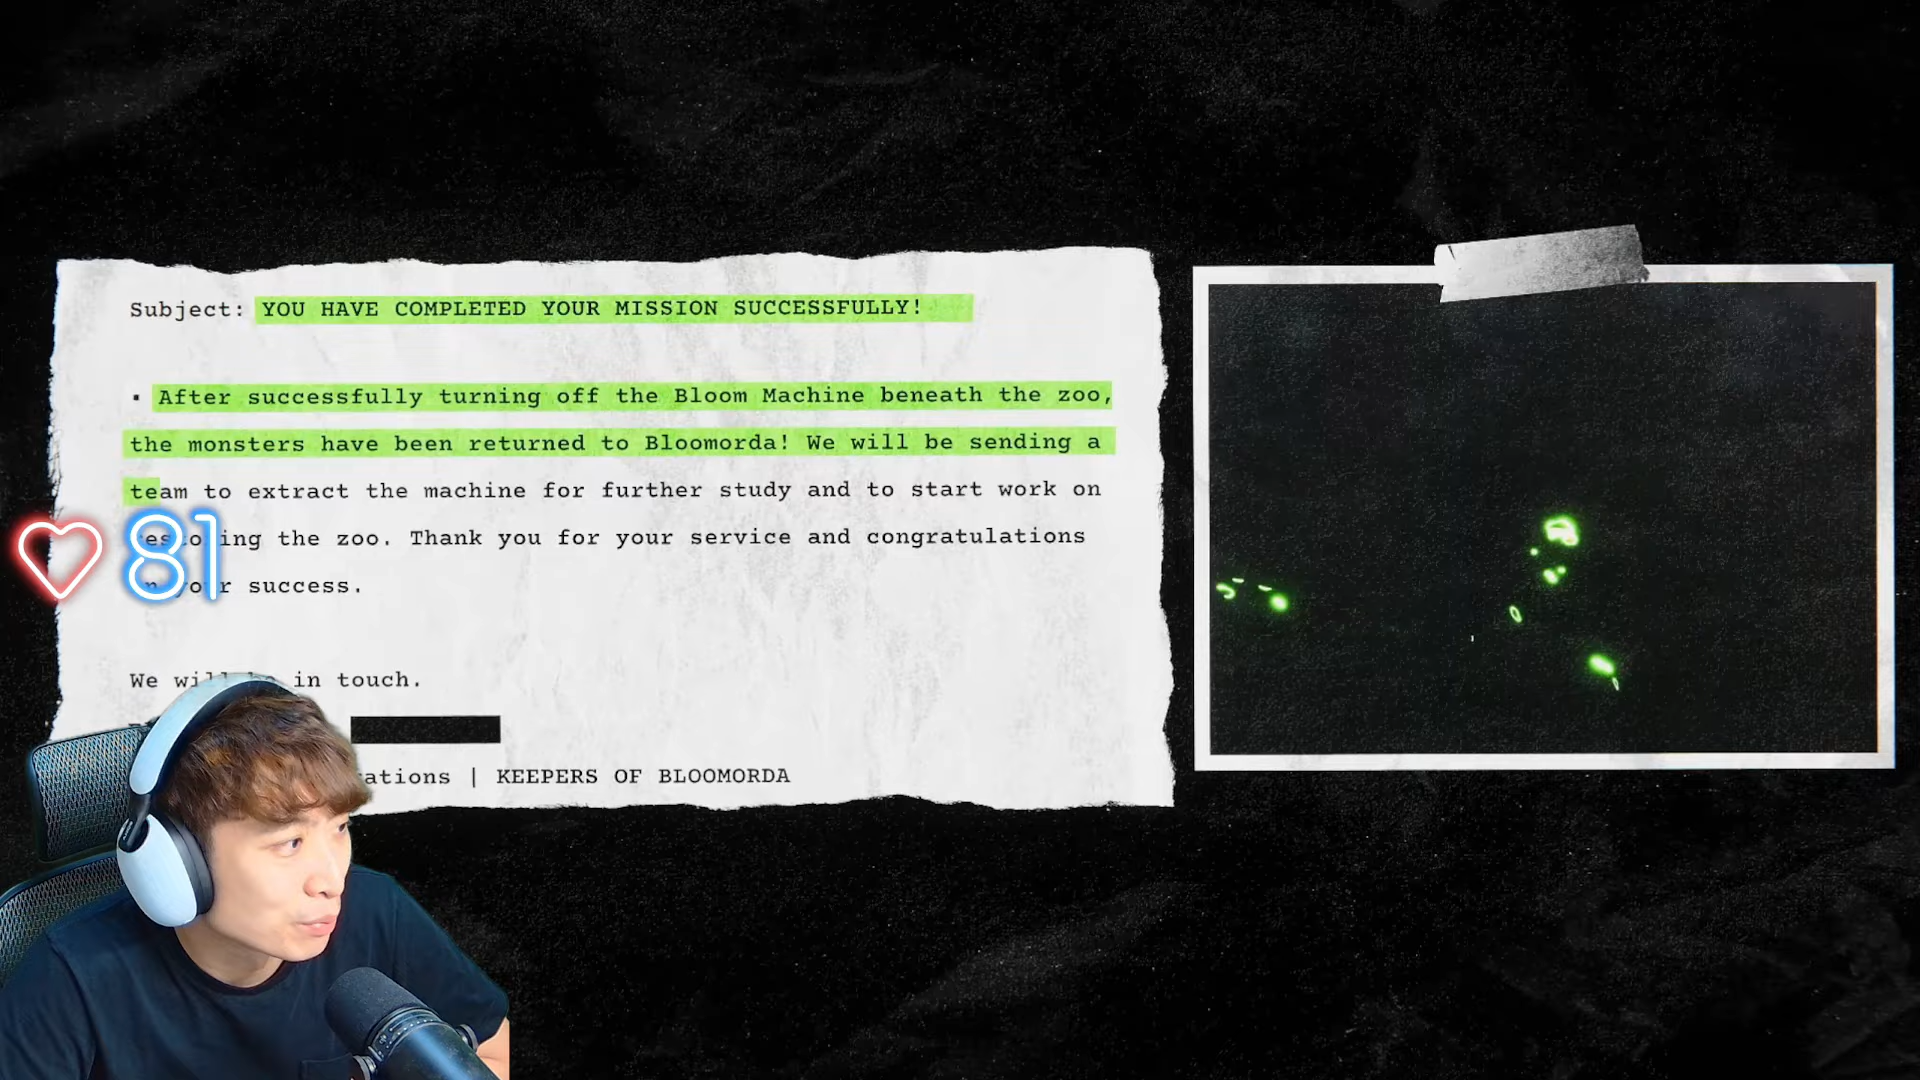 Subject: YOU HAVE COMPLETED YOUR MISSION SUCCESSFULLY!
▪ After successfully turning off the Bloom Machine beneath the zoo,
the monsters have been returned to Bloomorda! We will be sending a
team to extract the machine for further study and to start work on
the zoo. Thank you for your service and congratulations
81
your success.
We will be in touch.
| KEEPERS OF BLOOMORDA